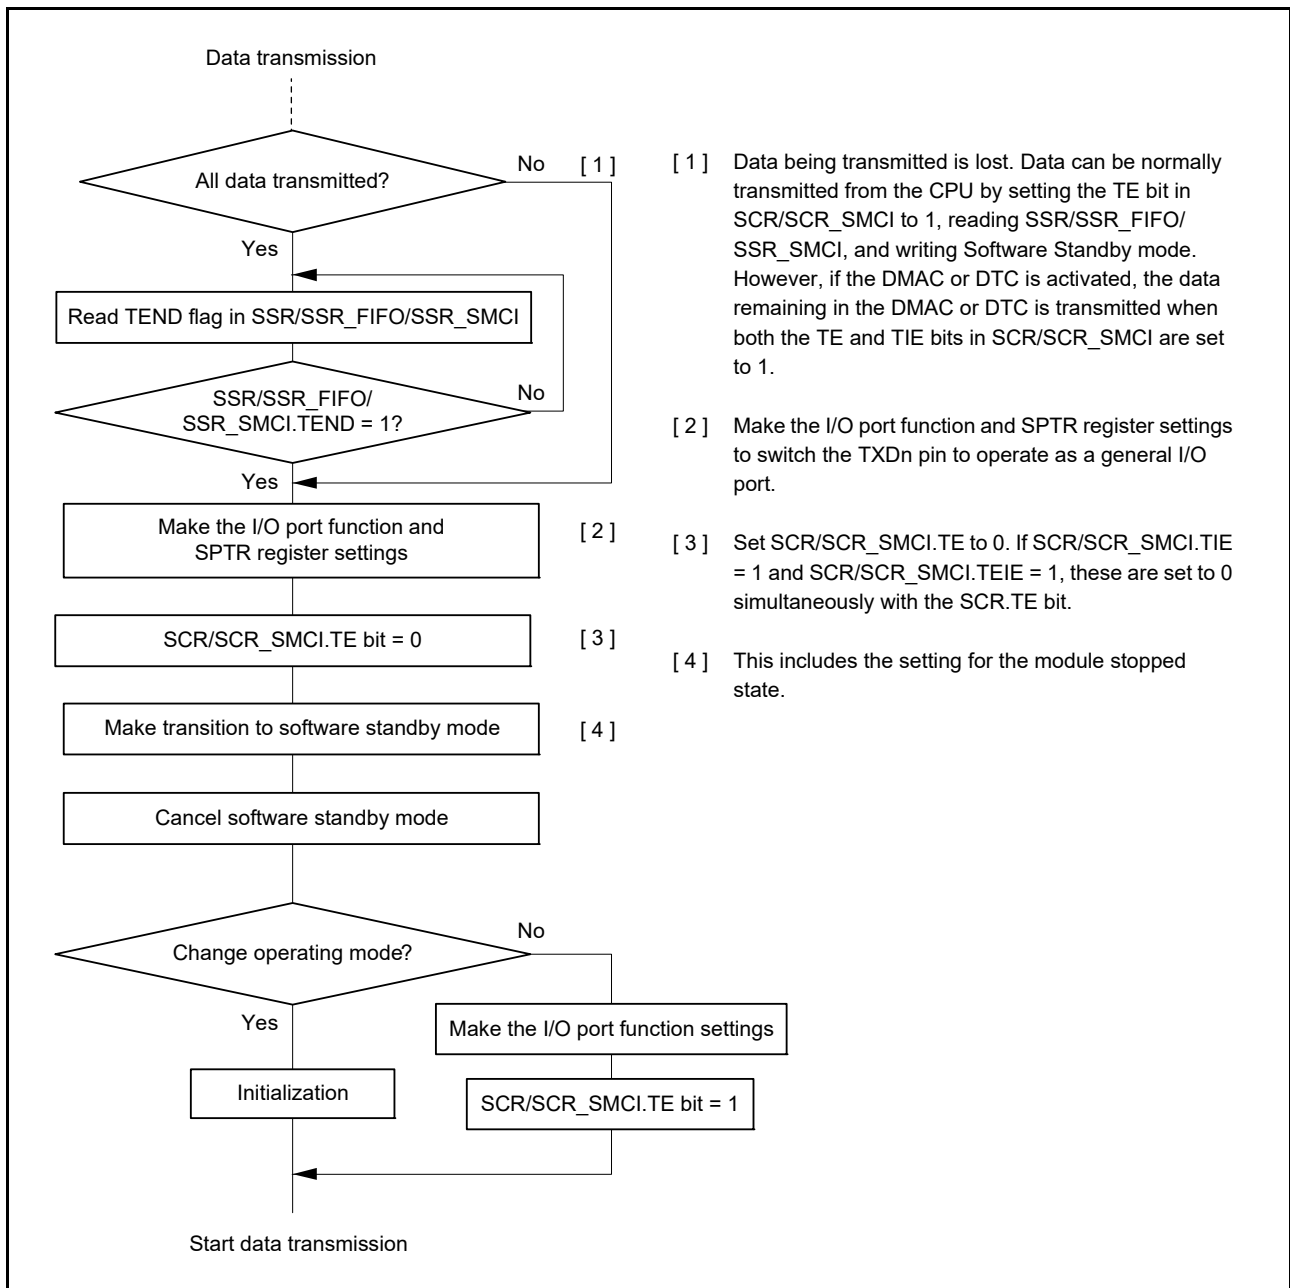 Data transmission
All data transmitted?
No
[ 1 ]
Yes
Read TEND flag in SSR/SSR_FIFO/SSR_SMCI
SSR/SSR_FIFO/
SSR_SMCI.TEND = 1?
No
Yes
Make the I/O port function and
SPTR register settings
[ 2 ]
SCR/SCR_SMCI.TE bit = 0
[ 3 ]
Make transition to software standby mode
[ 4 ]
Cancel software standby mode
Change operating mode?
No
Yes
Make the I/O port function settings
Initialization
SCR/SCR_SMCI.TE bit = 1
Start data transmission
[ 1 ] Data being transmitted is lost. Data can be normally
transmitted from the CPU by setting the TE bit in
SCR/SCR_SMCI to 1, reading SSR/SSR_FIFO/
SSR_SMCI, and writing Software Standby mode.
However, if the DMAC or DTC is activated, the data
remaining in the DMAC or DTC is transmitted when
both the TE and TIE bits in SCR/SCR_SMCI are set
to 1.
[ 2 ] Make the I/O port function and SPTR register settings
to switch the TXDn pin to operate as a general I/O
port.
[ 3 ] Set SCR/SCR_SMCI.TE to 0. If SCR/SCR_SMCI.TIE
= 1 and SCR/SCR_SMCI.TEIE = 1, these are set to 0
simultaneously with the SCR.TE bit.
[ 4 ] This includes the setting for the module stopped
state.